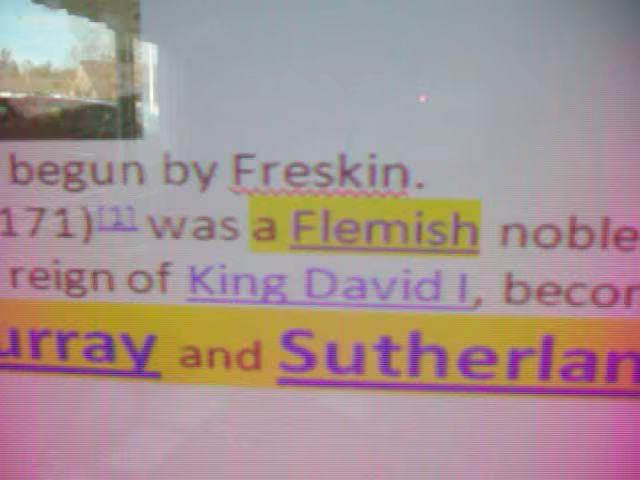 begun by Freskin.
171)[1] was a Flemish noble
reign of King David I, becor
urray and Sutherlan